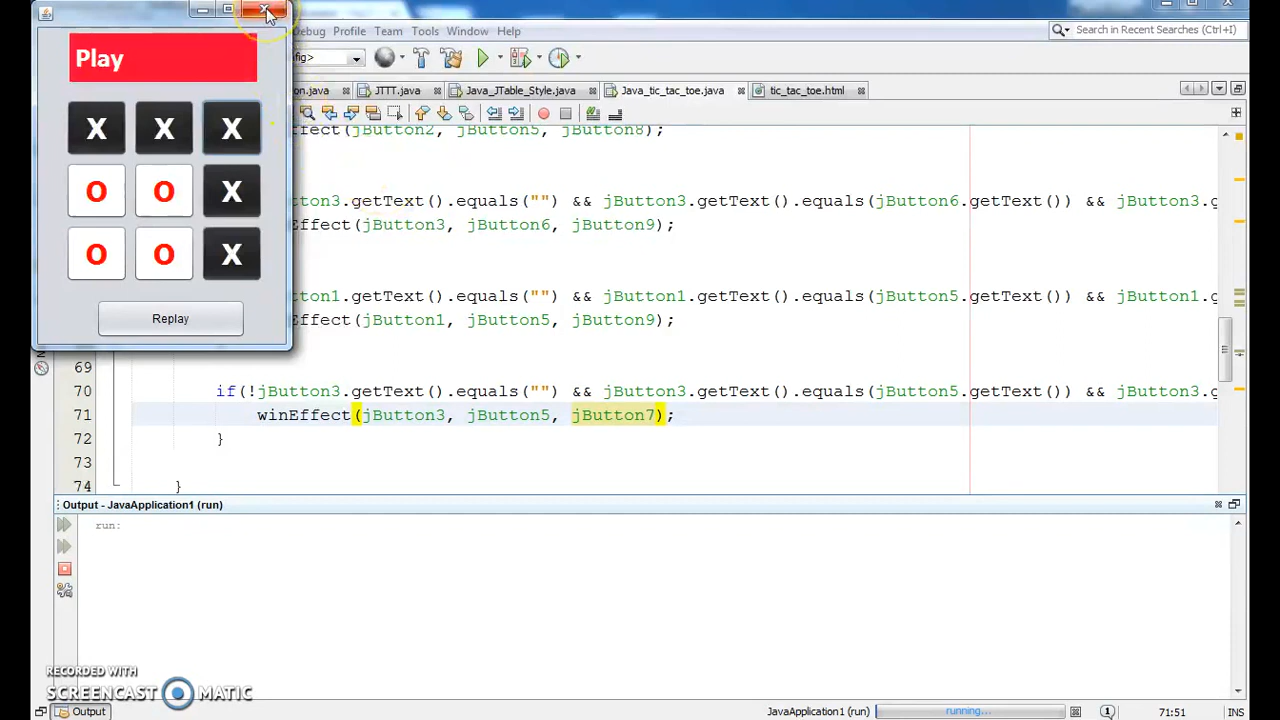 Debug Profile Team Tools Window Help
Search in Recent Searches (Ctrl+I)
Play
X X X
O O X
O O X
Replay
fig>
on.java JTTT.java Java_JTable_Style.java Java_tic_tac_toe.java tic_tac_toe.html
ffect(jButton2, jButton5, jButton8);
tton3.getText().equals("") && jButton3.getText().equals(jButton6.getText()) && jButton3.g
Effect(jButton3, jButton6, jButton9);
tton1.getText().equals("") && jButton1.getText().equals(jButton5.getText()) && jButton1.g
Effect(jButton1, jButton5, jButton9);
69
70 if(!jButton3.getText().equals("") && jButton3.getText().equals(jButton5.getText()) && jButton3.g
71 winEffect(jButton3, jButton5, jButton7);
72 }
73
74 }
Output - JavaApplication1 (run)
run:
RECORDED WITH
SCREENCAST MATIC
Output JavaApplication1 (run) running... 1 71:51 INS